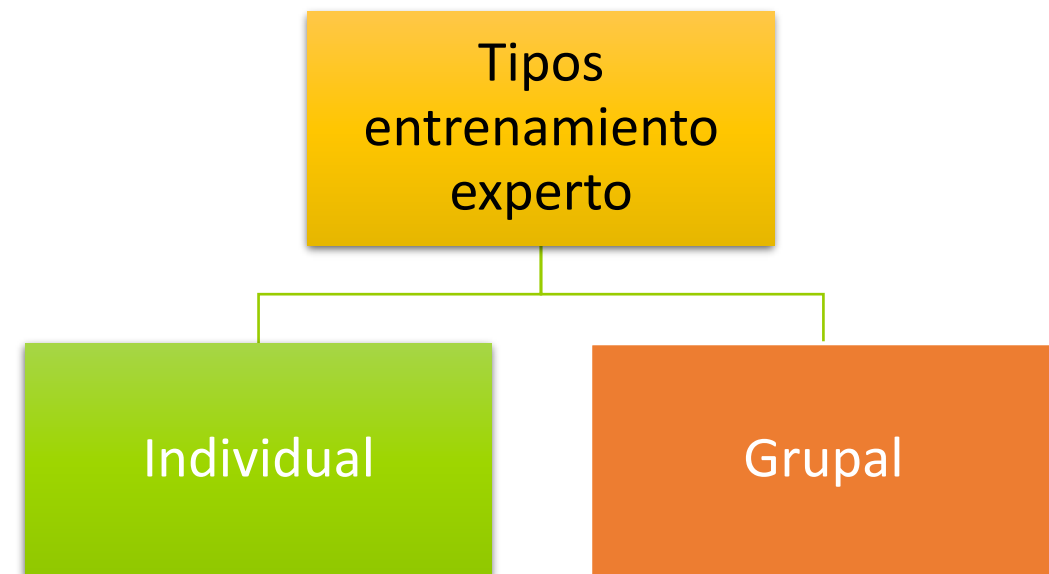 Tipos
entrenamiento
experto
Individual
Grupal